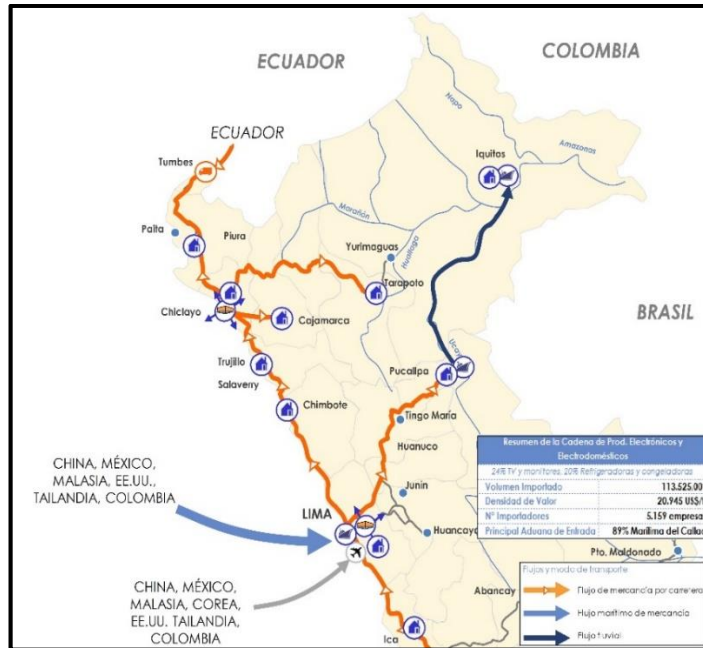 ECUADOR
COLOMBIA
ECUADOR
Tumbes
Napo
Iquitos
Amazonas
Paita
Piura
Marañón
Yurimaguas
Huallaga
Tarapoto
Chiclayo
Cajamarca
BRASIL
Trujillo
Salaverry
Pucallpa
Chimbote
Tingo María
Huanuco
CHINA, MÉXICO,
MALASIA, EE.UU.,
TAILANDIA, COLOMBIA
LIMA
Junín
Huancayo
Resumen de la Cadena de Prod. Electrónicos y
Electrodomésticos
24% TV y monitores, 20% Refrigeradoras y congeladoras
Volumen Importado 113.525.00
Densidad de Valor 20.945 US$/
N° Importadores 5.159 empresa
Principal Aduana de Entrada 89% Marítima del Callao
Pto. Maldonado
CHINA, MÉXICO,
MALASIA, COREA,
EE.UU. TAILANDIA,
COLOMBIA
Abancay
Ica
Flujos y modo de transporte
Flujo de mercancía por carretera
Flujo marítimo de mercancía
Flujo fluvial